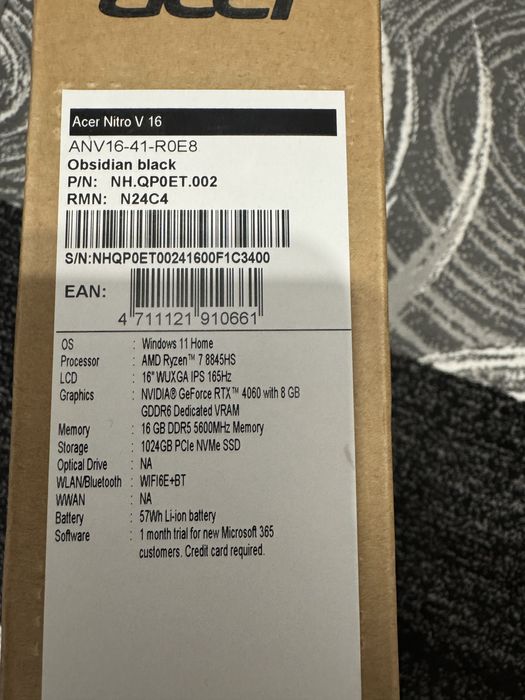 acer
Acer Nitro V 16
ANV16-41-R0E8
Obsidian black
P/N: NH.QP0ET.002
RMN: N24C4
S/N:NHQP0ET00241600F1C3400
EAN:
4 711121 910661
OS : Windows 11 Home
Processor : AMD Ryzen™ 7 8845HS
LCD : 16" WUXGA IPS 165Hz
Graphics : NVIDIA® GeForce RTX™ 4060 with 8 GB
GDDR6 Dedicated VRAM
Memory : 16 GB DDR5 5600MHz Memory
Storage : 1024GB PCIe NVMe SSD
Optical Drive : NA
WLAN/Bluetooth : WIFI6E+BT
WWAN : NA
Battery : 57Wh Li-ion battery
Software : 1 month trial for new Microsoft 365
customers. Credit card required.